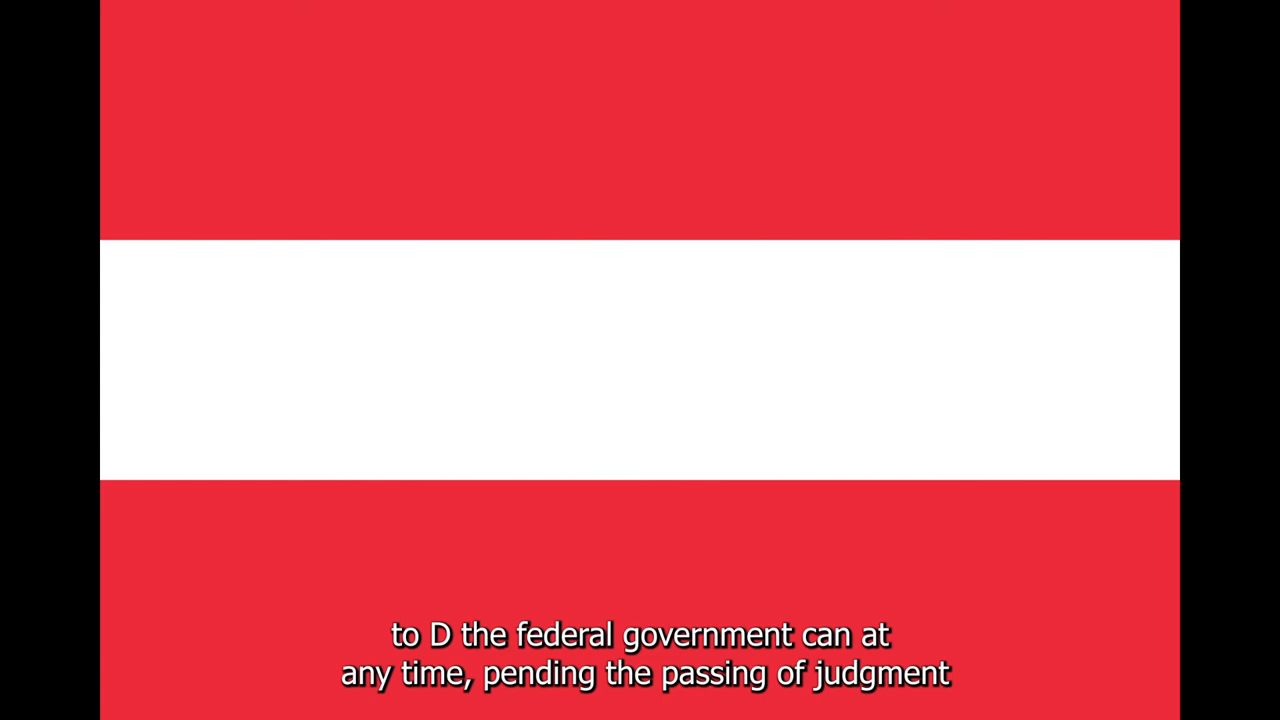 to D the federal government can at
any time, pending the passing of judgment